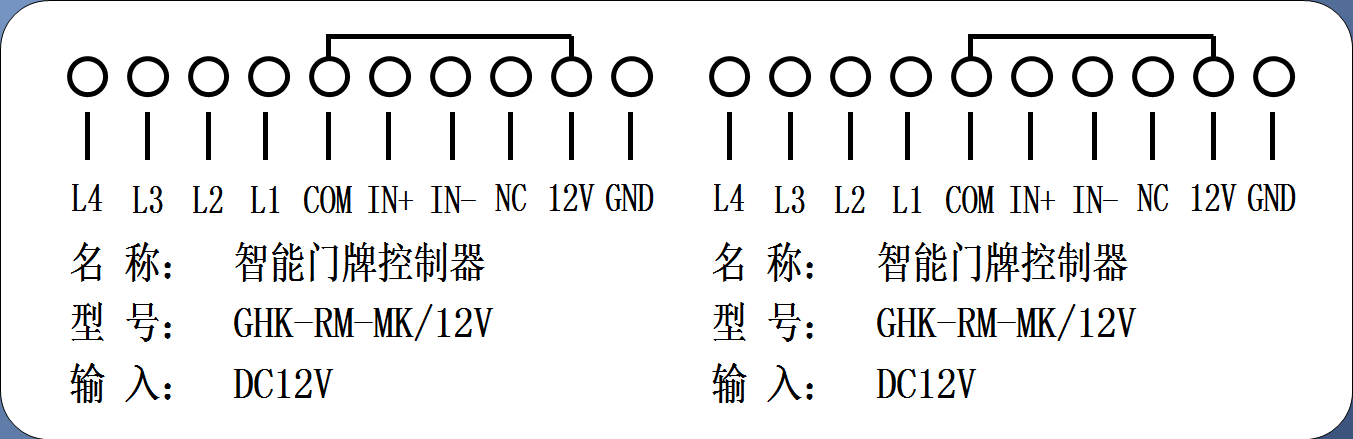 L4 L3 L2 L1 COM IN+ IN- NC 12V GND
名 称： 智能门牌控制器
型 号： GHK-RM-MK/12V
输 入： DC12V
L4 L3 L2 L1 COM IN+ IN- NC 12V GND
名 称： 智能门牌控制器
型 号： GHK-RM-MK/12V
输 入： DC12V